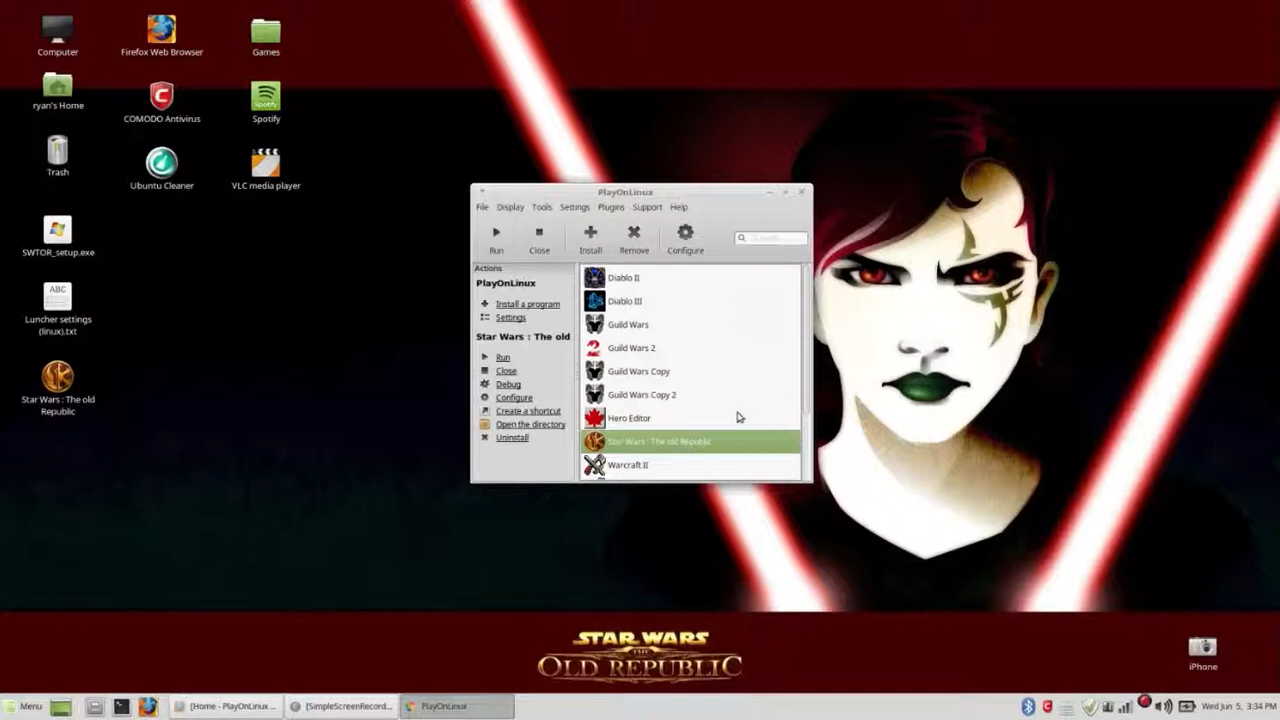 Computer
Firefox Web Browser
Games
ryan's Home
COMODO Antivirus
Spotify
Spotify
Trash
Ubuntu Cleaner
VLC media player
SWTOR_setup.exe
ABC
Luncher settings
(linux).txt
Star Wars : The old
Republic
PlayOnLinux
File Display Tools Settings Plugins Support Help
Run Close Install Remove Configure
Actions
PlayOnLinux
Install a program
Settings
Star Wars : The old
Run
Close
Debug
Configure
Create a shortcut
Open the directory
Uninstall
Diablo II
Diablo III
Guild Wars
Guild Wars 2
Guild Wars Copy
Guild Wars Copy 2
Hero Editor
Star Wars : The old Republic
Warcraft II
STAR WARS
THE
OLD REPUBLIC
iPhone
Menu
[Home - PlayOnLinux ...
[SimpleScreenRecord...
PlayOnLinux
Wed Jun 5, 3:34 PM